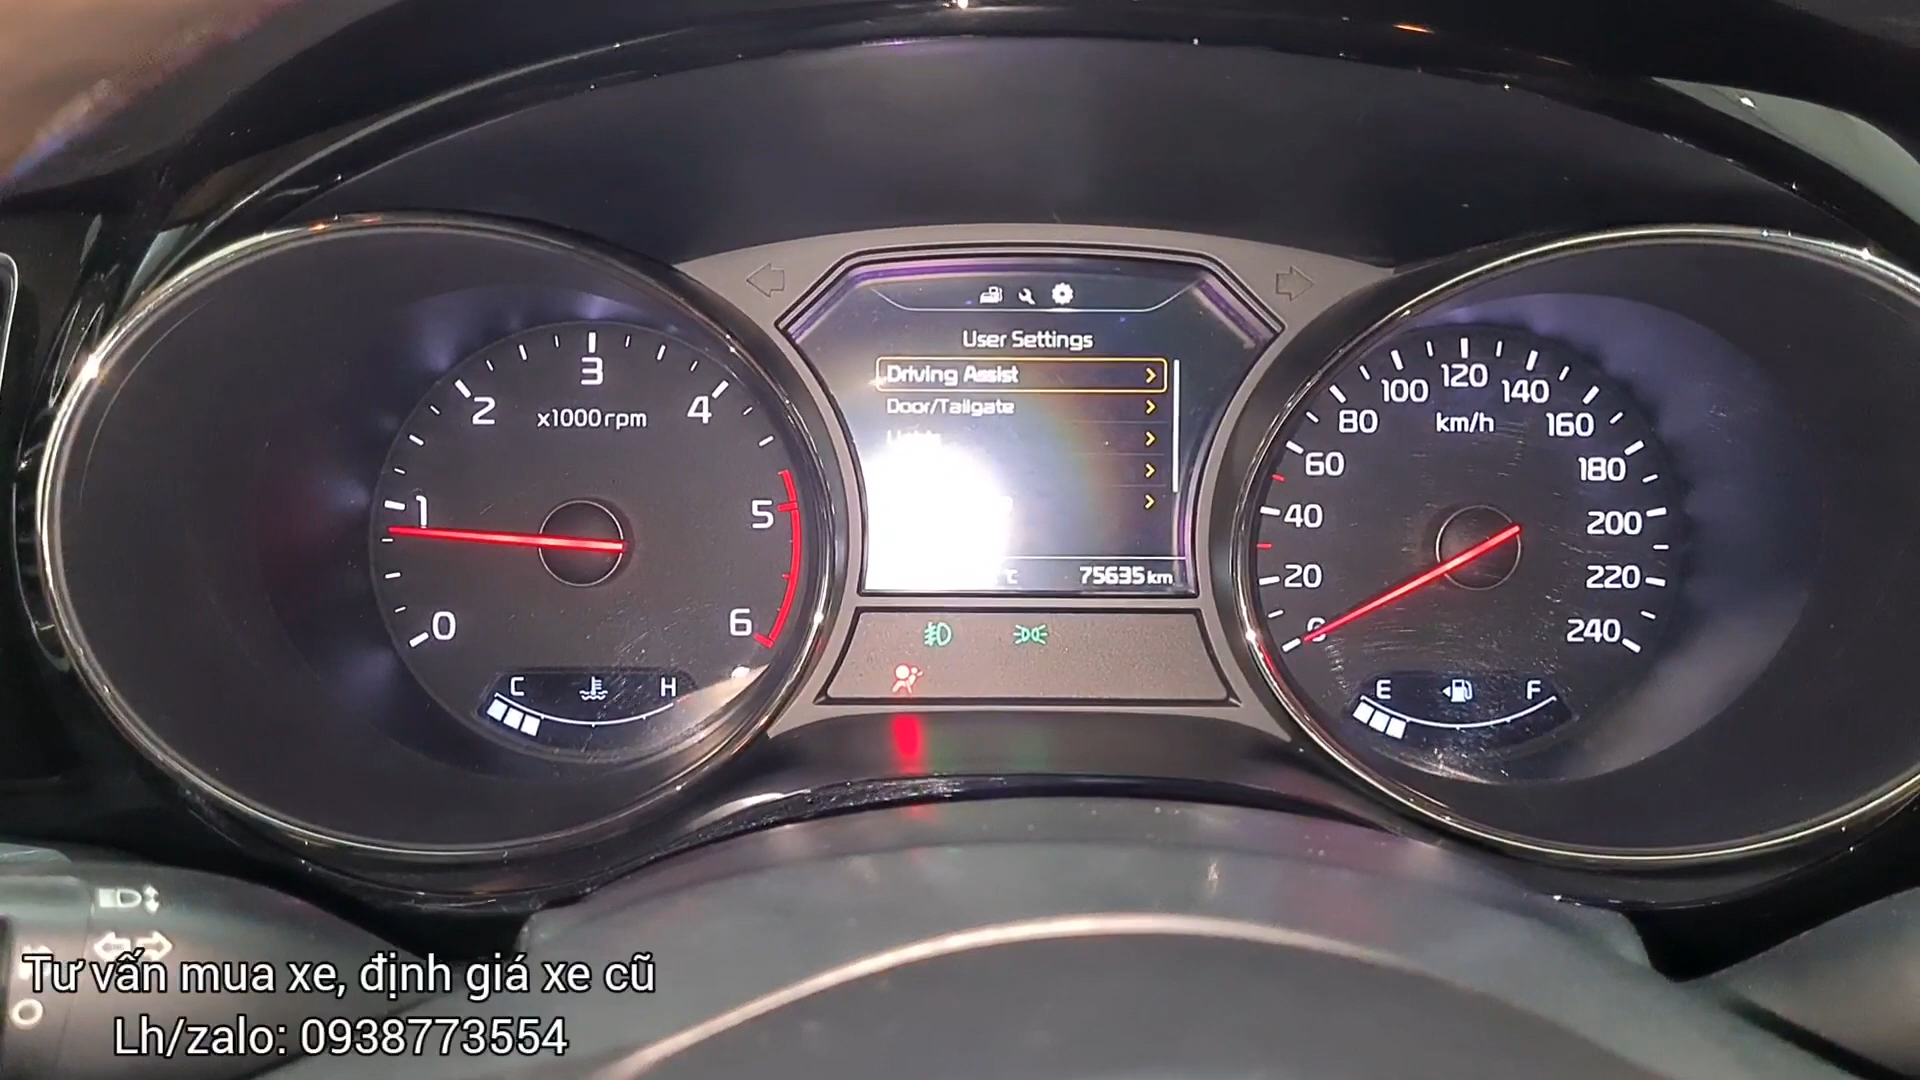 User Settings
Driving Assist
Door/Tailgate
Lights
°C
75635 km
0
1
2
3
4
5
6
x1000rpm
C
H
0
20
40
60
80
100
120
140
160
180
200
220
240
km/h
E
F
Tư vấn mua xe, định giá xe cũ
Lh/zalo: 0938773554